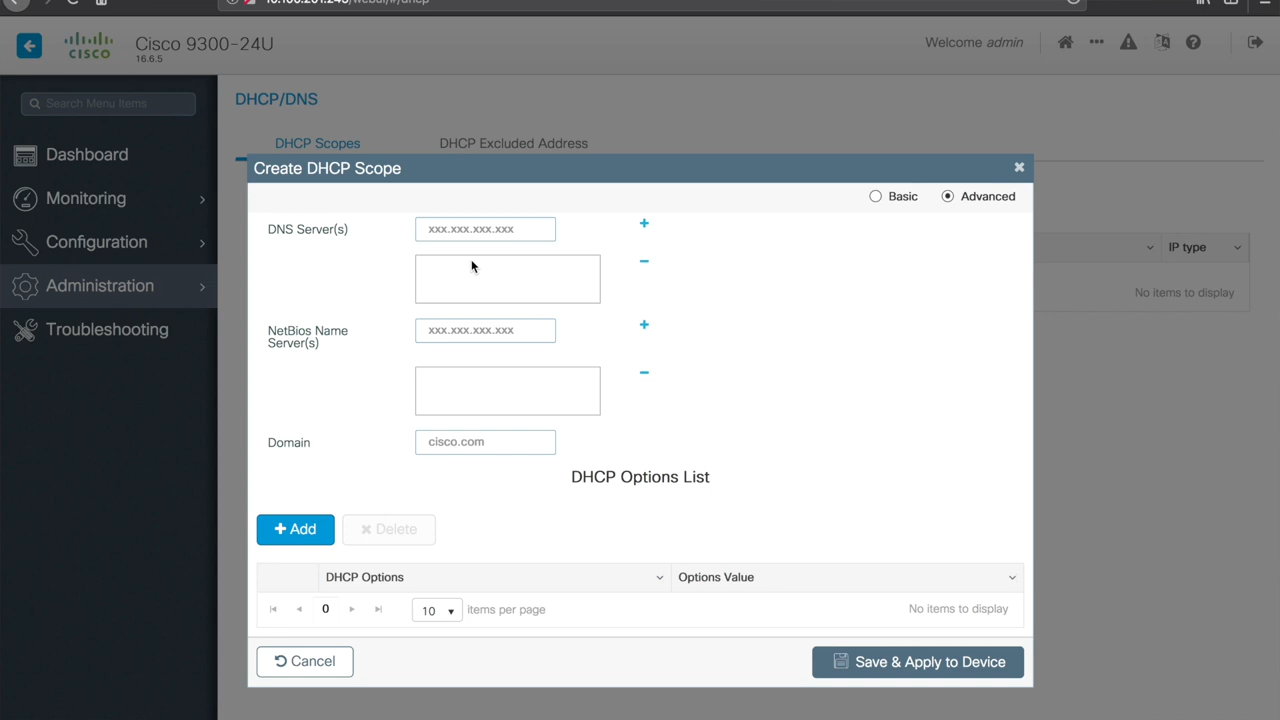 CISCO
Cisco 9300-24U
16.6.5
Welcome admin
Search Menu Items
Dashboard
Monitoring
Configuration
Administration
Troubleshooting
DHCP/DNS
DHCP Scopes
DHCP Excluded Address
IP type
No items to display
Create DHCP Scope
Basic
Advanced
DNS Server(s)
xxx.xxx.xxx.xxx
NetBios Name
Server(s)
xxx.xxx.xxx.xxx
Domain
cisco.com
DHCP Options List
Add
Delete
DHCP Options
Options Value
0
10
items per page
No items to display
Cancel
Save & Apply to Device